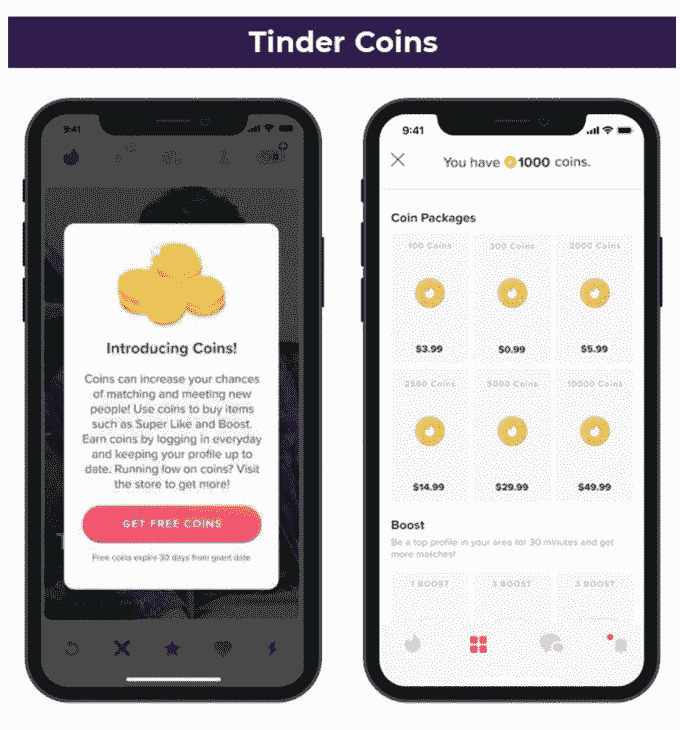 Tinder Coins
9:41
Introducing Coins!
Coins can increase your chances
of matching and meeting new
people! Use coins to buy items
such as Super Like and Boost.
Earn coins by logging in everyday
and keeping your profile up to
date. Running low on coins? Visit
the store to get more!
GET FREE COINS
Free coins expire 30 days from grant date
9:41
You have 1000 coins.
Coin Packages
100 Coins 300 Coins 2000 Coins
$3.99 $0.99 $5.99
2500 Coins 5000 Coins 10000 Coins
$14.99 $29.99 $49.99
Boost
Be a top profile in your area for 30 minutes and get
more matches!
1 BOOST 3 BOOST 3 BOOST